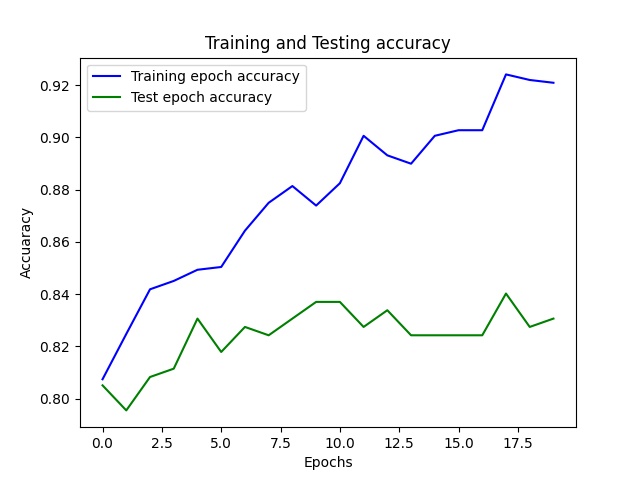 Training and Testing accuracy
Training epoch accuracy
Test epoch accuracy
0.92
0.90
0.88
0.86
0.84
0.82
0.80
Accuaracy
0.0 2.5 5.0 7.5 10.0 12.5 15.0 17.5
Epochs